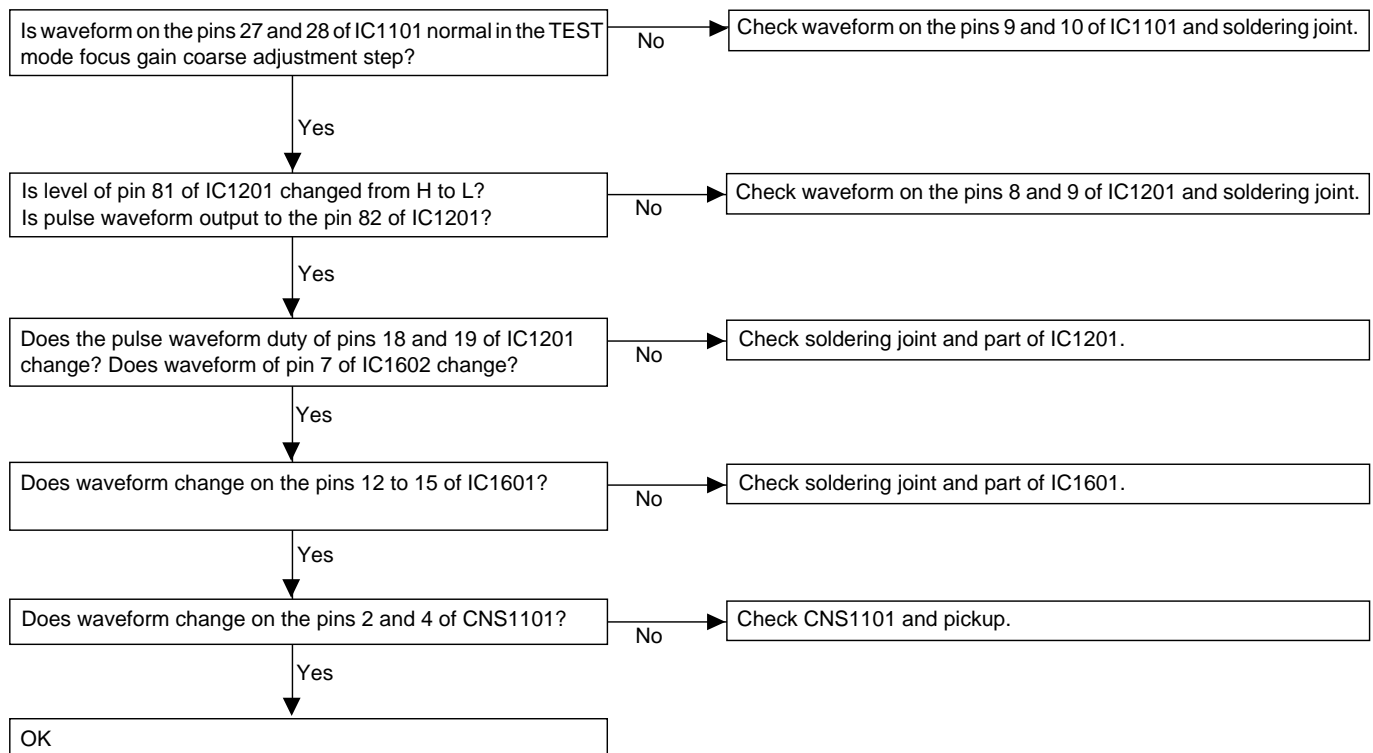 Is waveform on the pins 27 and 28 of IC1101 normal in the TEST
mode focus gain coarse adjustment step?
No
Check waveform on the pins 9 and 10 of IC1101 and soldering joint.
Yes
Is level of pin 81 of IC1201 changed from H to L?
Is pulse waveform output to the pin 82 of IC1201?
No
Check waveform on the pins 8 and 9 of IC1201 and soldering joint.
Yes
Does the pulse waveform duty of pins 18 and 19 of IC1201
change? Does waveform of pin 7 of IC1602 change?
No
Check soldering joint and part of IC1201.
Yes
Does waveform change on the pins 12 to 15 of IC1601?
No
Check soldering joint and part of IC1601.
Yes
Does waveform change on the pins 2 and 4 of CNS1101?
No
Check CNS1101 and pickup.
Yes
OK